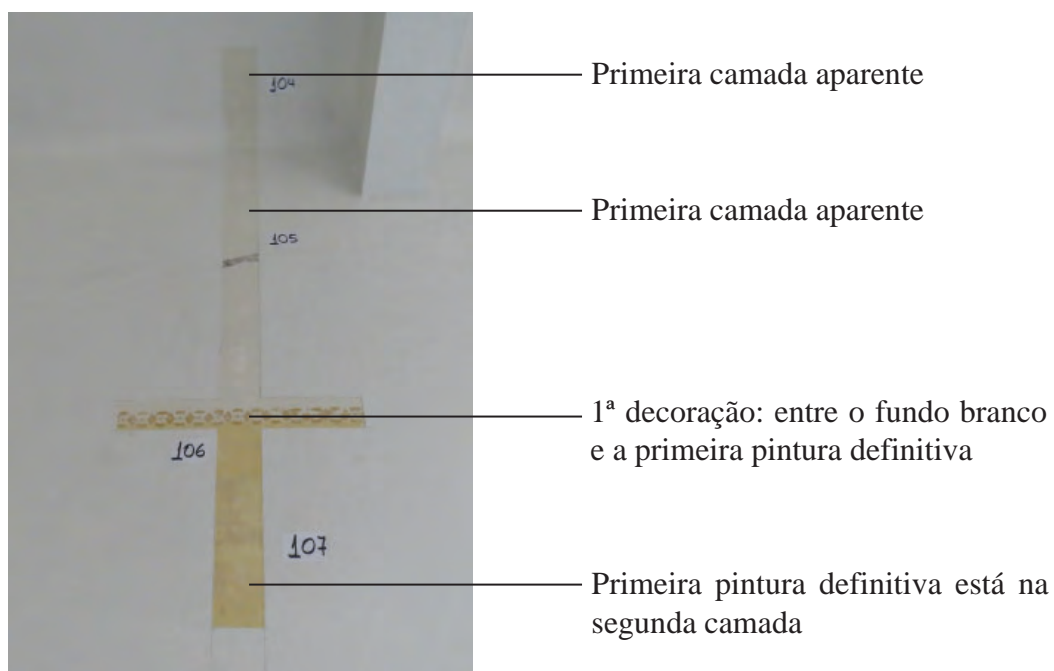 104
Primeira camada aparente
Primeira camada aparente
105
1ª decoração: entre o fundo branco
e a primeira pintura definitiva
106
107
Primeira pintura definitiva está na
segunda camada